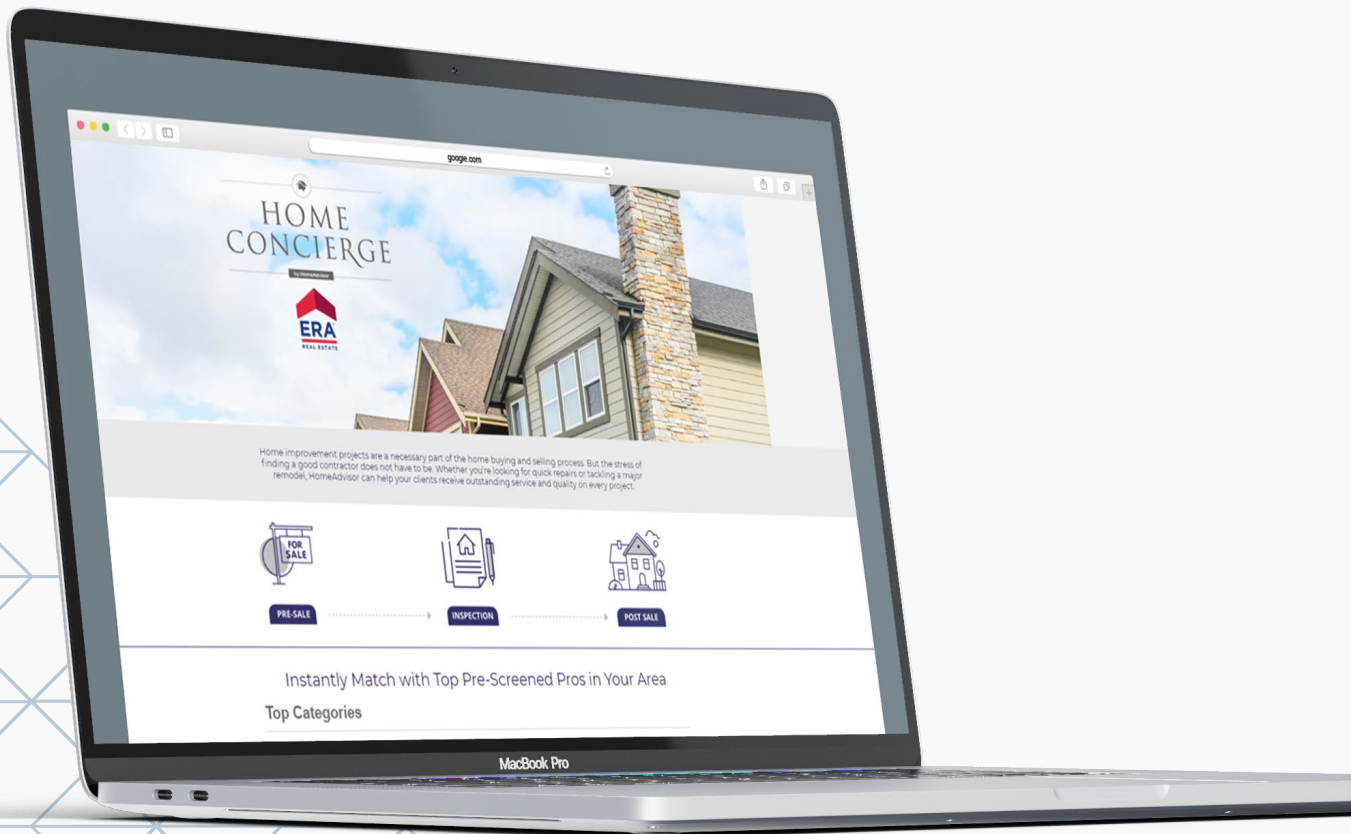 google.com
HOME
CONCIERGE
by HomeAdvisor
ERA
REAL ESTATE
Home improvement projects are a necessary part of the home buying and selling process. But the stress of
finding a good contractor does not have to be. Whether you're looking for quick repairs or tackling a major
remodel, HomeAdvisor can help your clients receive outstanding service and quality on every project.
FOR
SALE
PRE-SALE
INSPECTION
POST SALE
Instantly Match with Top Pre-Screened Pros in Your Area
Top Categories
MacBook Pro